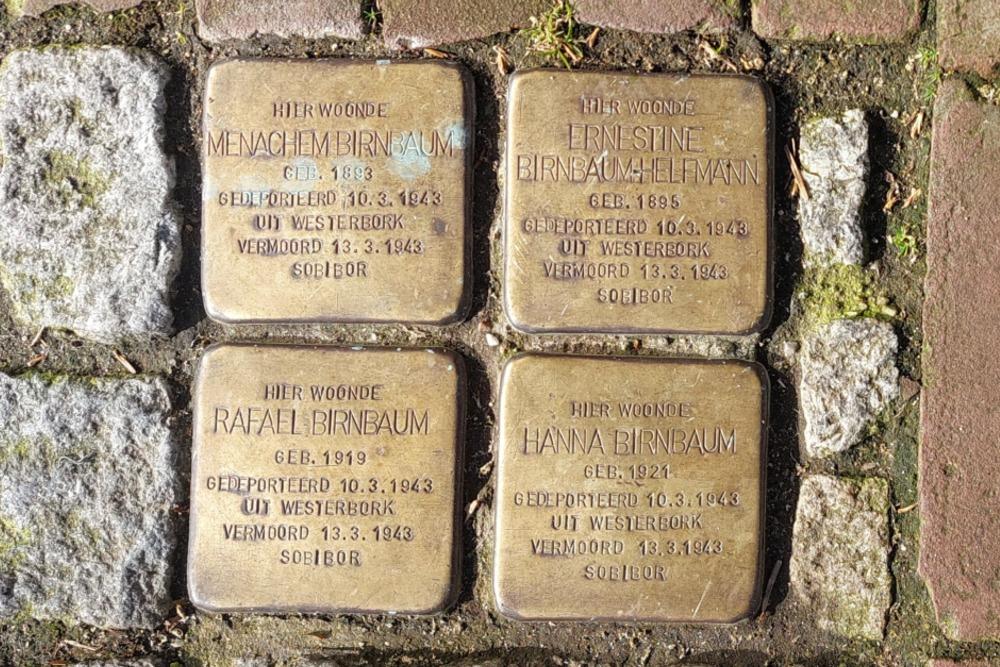 HIER WOONDE
MENACHEM BIRNBAUM
GEB. 1893
GEDEPORTEERD 10.3.1943
UIT WESTERBORK
VERMOORD 13.3.1943
SOBIBOR
HIER WOONDE
ERNESTINE
BIRNBAUM-HELFMANN
GEB. 1895
GEDEPORTEERD 10.3.1943
UIT WESTERBORK
VERMOORD 13.3.1943
SOBIBOR
HIER WOONDE
RAFAEL BIRNBAUM
GEB. 1919
GEDEPORTEERD 10.3.1943
UIT WESTERBORK
VERMOORD 13.3.1943
SOBIBOR
HIER WOONDE
HANNA BIRNBAUM
GEB. 1921
GEDEPORTEERD 10.3.1943
UIT WESTERBORK
VERMOORD 13.3.1943
SOBIBOR